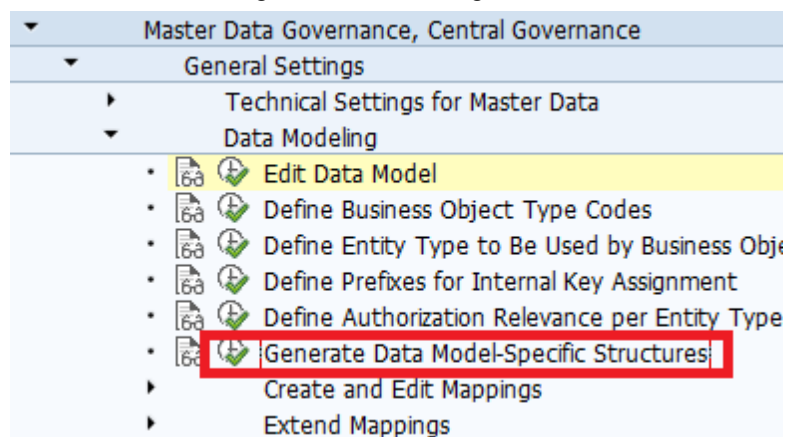 Master Data Governance, Central Governance
General Settings
Technical Settings for Master Data
Data Modeling
Edit Data Model
Define Business Object Type Codes
Define Entity Type to Be Used by Business Obje
Define Prefixes for Internal Key Assignment
Define Authorization Relevance per Entity Type
Generate Data Model-Specific Structures
Create and Edit Mappings
Extend Mappings